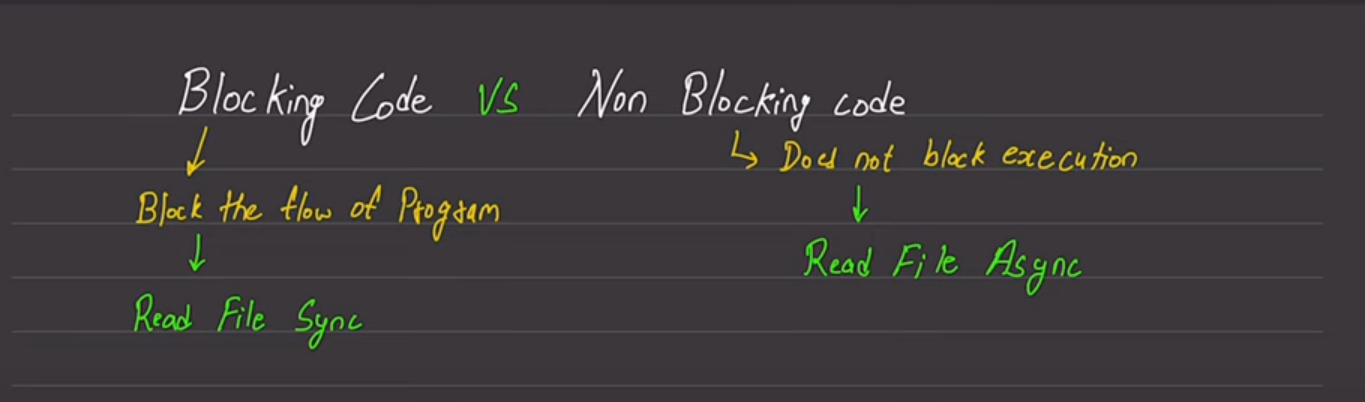 Blocking Code VS Non Blocking code
Does not block execution
Block the flow of Program
Read File Async
Read File Sync